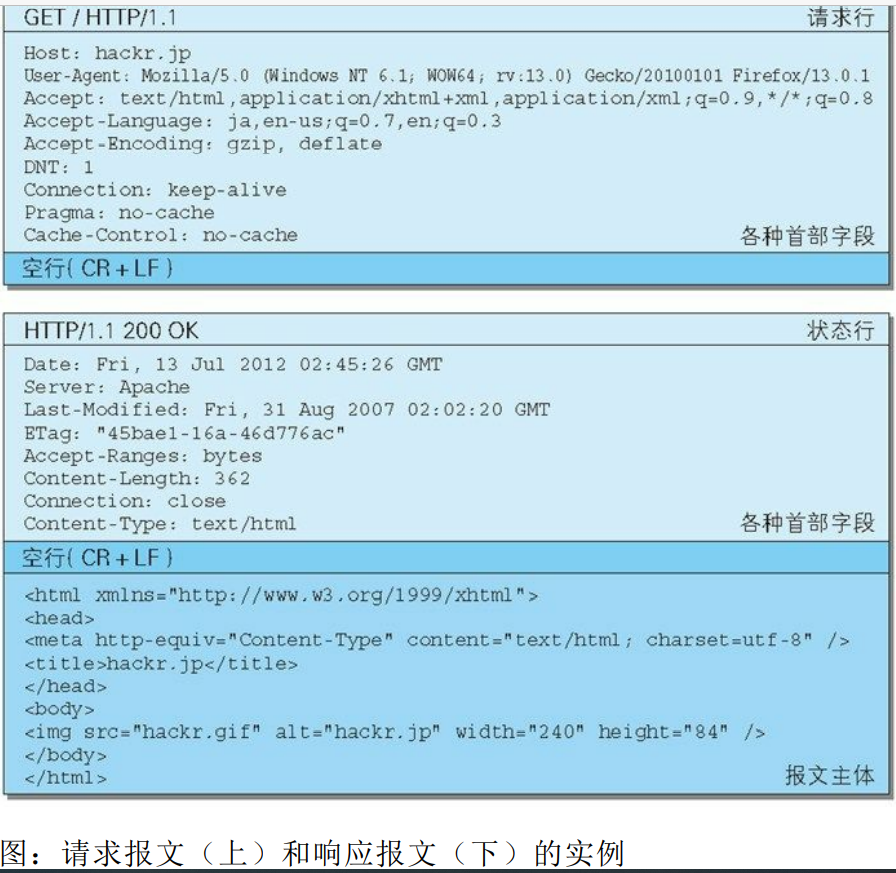 GET / HTTP/1.1 请求行
Host: hackr.jp
User-Agent: Mozilla/5.0 (Windows NT 6.1; WOW64; rv:13.0) Gecko/20100101 Firefox/13.0.1
Accept: text/html,application/xhtml+xml,application/xml;q=0.9,*/*;q=0.8
Accept-Language: ja,en-us;q=0.7,en;q=0.3
Accept-Encoding: gzip, deflate
DNT: 1
Connection: keep-alive
Pragma: no-cache
Cache-Control: no-cache 各种首部字段
空行( CR + LF )
HTTP/1.1 200 OK 状态行
Date: Fri, 13 Jul 2012 02:45:26 GMT
Server: Apache
Last-Modified: Fri, 31 Aug 2007 02:02:20 GMT
ETag: "45bae1-16a-46d776ac"
Accept-Ranges: bytes
Content-Length: 362
Connection: close
Content-Type: text/html 各种首部字段
空行( CR + LF )
<html xmlns="http://www.w3.org/1999/xhtml">
<head>
<meta http-equiv="Content-Type" content="text/html; charset=utf-8" />
<title>hackr.jp</title>
</head>
<body>
<img src="hackr.gif" alt="hackr.jp" width="240" height="84" />
</body>
</html> 报文主体
图：请求报文（上）和响应报文（下）的实例